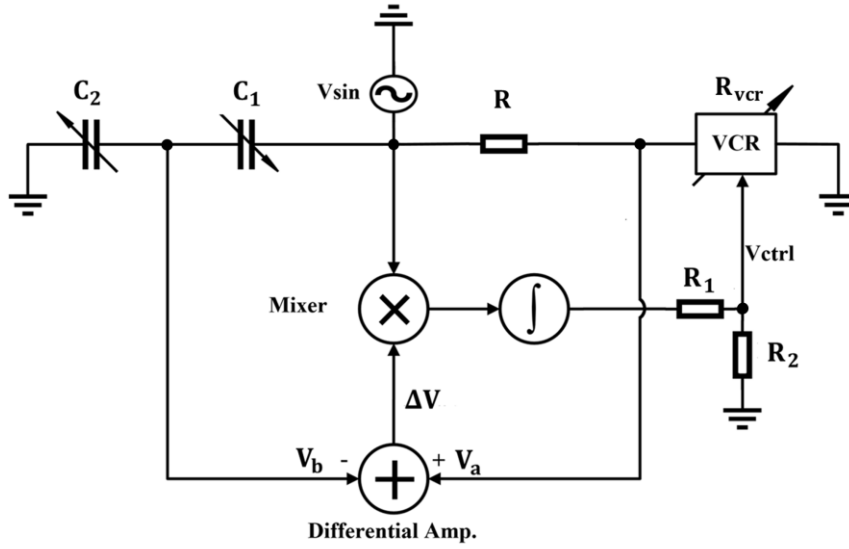 C₂
C₁
Vsin
R
Rvcr
VCR
Vctrl
Mixer
R₁
R₂
ΔV
Vb
-
+
Va
Differential Amp.